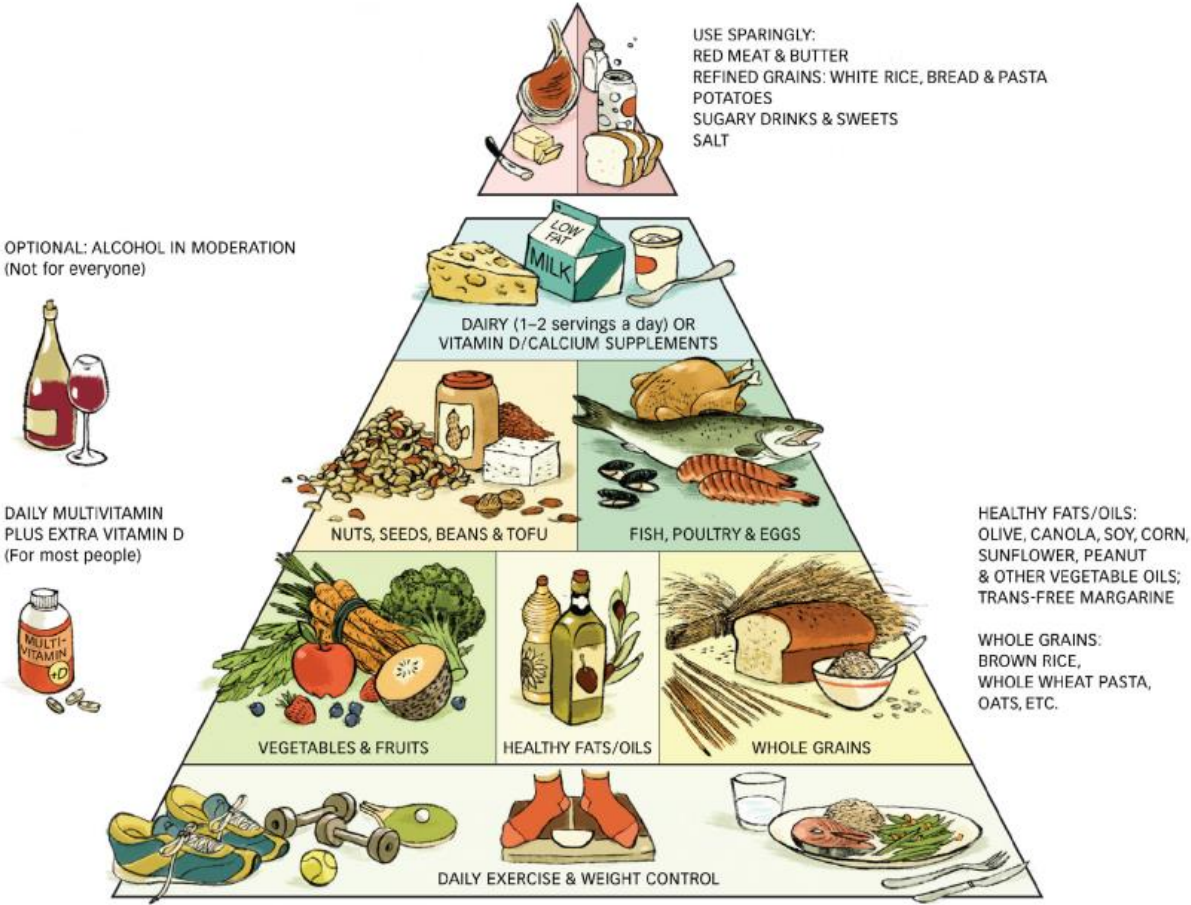 USE SPARINGLY:
RED MEAT & BUTTER
REFINED GRAINS: WHITE RICE, BREAD & PASTA
POTATOES
SUGARY DRINKS & SWEETS
SALT
OPTIONAL: ALCOHOL IN MODERATION
(Not for everyone)
LOW
FAT
MILK
DAIRY (1–2 servings a day) OR
VITAMIN D/CALCIUM SUPPLEMENTS
NUTS, SEEDS, BEANS & TOFU
FISH, POULTRY & EGGS
DAILY MULTIVITAMIN
PLUS EXTRA VITAMIN D
(For most people)
MULTI-
VITAMIN
+D
HEALTHY FATS/OILS:
OLIVE, CANOLA, SOY, CORN,
SUNFLOWER, PEANUT
& OTHER VEGETABLE OILS;
TRANS-FREE MARGARINE
WHOLE GRAINS:
BROWN RICE,
WHOLE WHEAT PASTA,
OATS, ETC.
VEGETABLES & FRUITS
HEALTHY FATS/OILS
WHOLE GRAINS
DAILY EXERCISE & WEIGHT CONTROL